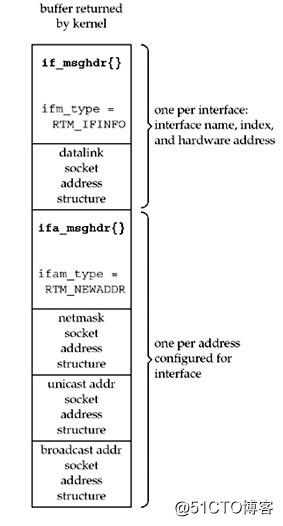 buffer returned
by kernel
if_msghdr{}
ifm_type =
RTM_IFINFO
datalink
socket
address
structure
one per interface:
interface name, index,
and hardware address
ifa_msghdr{}
ifam_type =
RTM_NEWADDR
netmask
socket
address
structure
unicast addr
socket
address
structure
broadcast addr
socket
address
structure
one per address
configured for
interface
@51CTO博客